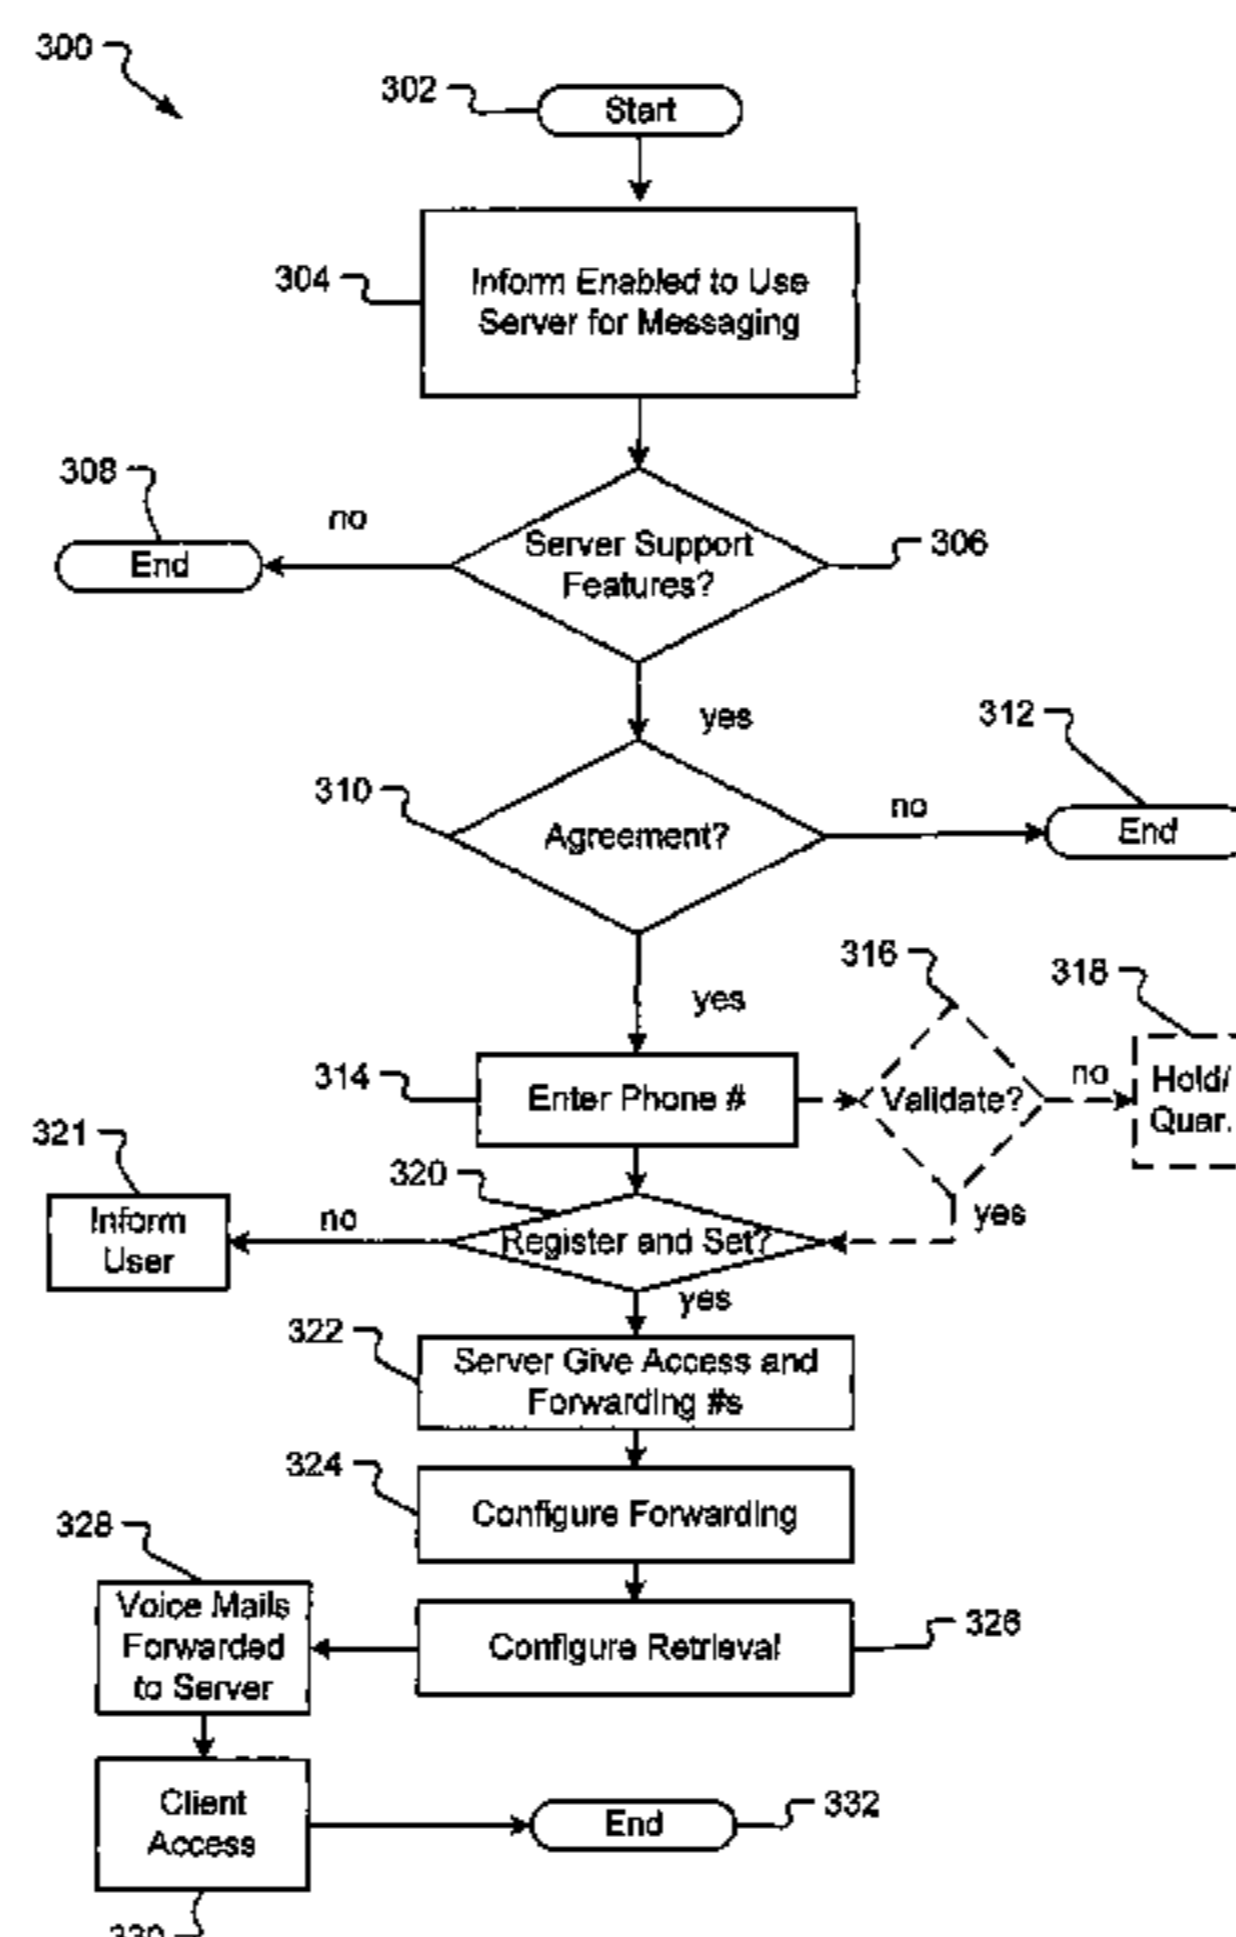 300
302
Start
304
Inform Enabled to Use
Server for Messaging
308
no
End
Server Support
Features?
306
yes
312
310
Agreement?
no
End
316
318
yes
314
Enter Phone #
Validate?
no
Hold/
Quar.
321
320
Inform
User
no
Register and Set?
yes
yes
322
Server Give Access and
Forwarding #s
324
Configure Forwarding
328
Voice Mails
Forwarded
to Server
Configure Retrieval
326
Client
Access
End
332
330